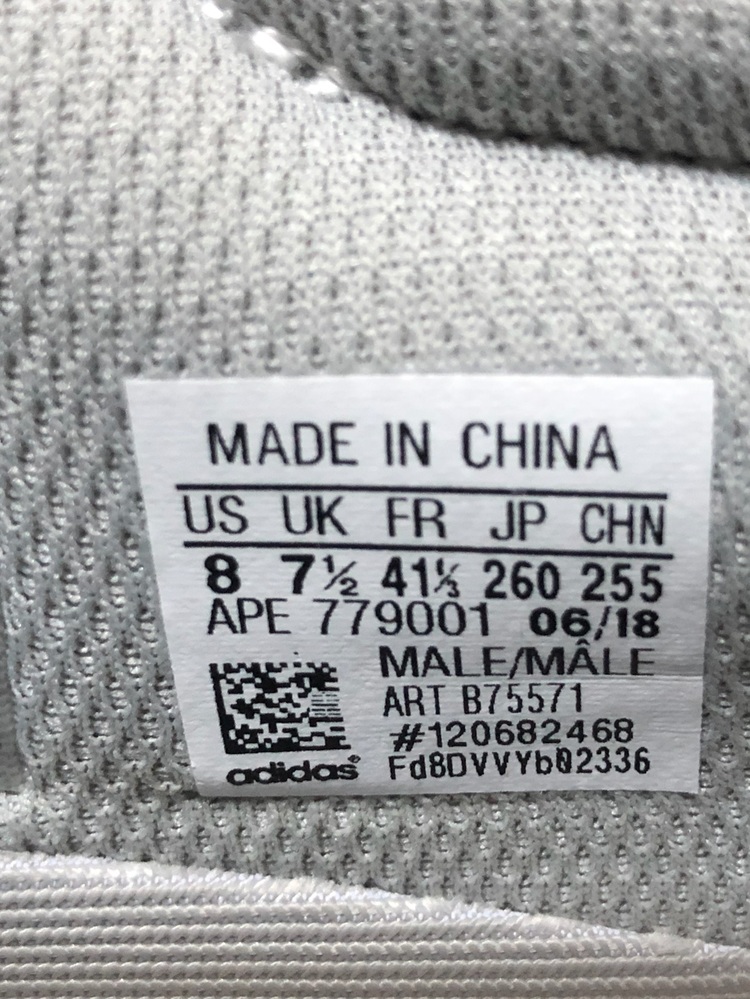 MADE IN CHINA
US UK FR JP CHN
8 7½ 41⅓ 260 255
APE 779001 06/18
MALE/MÂLE
ART B75571
#120682468
adidas® Fd8DVVYb02336